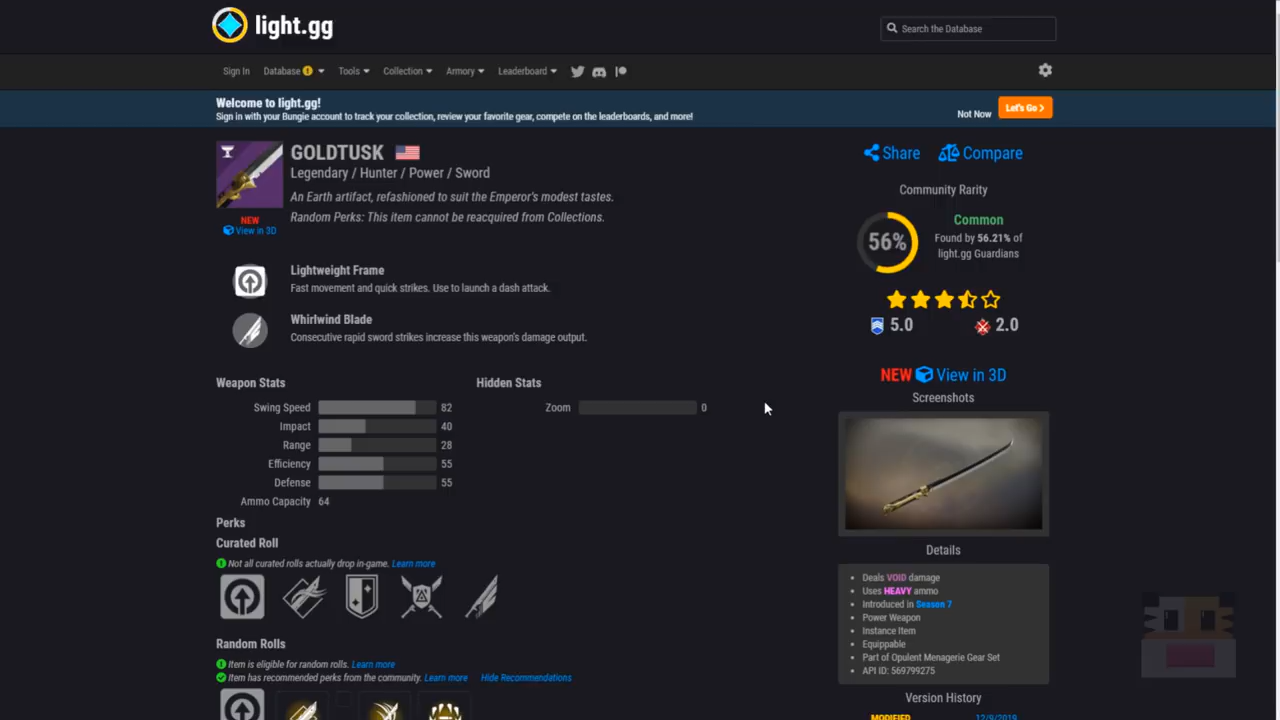 light.gg
Search the Database
Sign In Database Tools Collection Armory Leaderboard
Welcome to light.gg!
Sign in with your Bungie account to track your collection, review your favorite gear, compete on the leaderboards, and more!
Not Now Let's Go >
GOLDTUSK
Legendary / Hunter / Power / Sword
An Earth artifact, refashioned to suit the Emperor's modest tastes.
Random Perks: This item cannot be reacquired from Collections.
NEW
View in 3D
Share Compare
Community Rarity
56%
Common
Found by 56.21% of
light.gg Guardians
5.0 2.0
Lightweight Frame
Fast movement and quick strikes. Use to launch a dash attack.
Whirlwind Blade
Consecutive rapid sword strikes increase this weapon's damage output.
NEW View in 3D
Screenshots
Weapon Stats
Swing Speed 82
Impact 40
Range 28
Efficiency 55
Defense 55
Ammo Capacity 64
Hidden Stats
Zoom 0
Perks
Curated Roll
Not all curated rolls actually drop in-game. Learn more
Random Rolls
Item is eligible for random rolls. Learn more
Item has recommended perks from the community. Learn more Hide Recommendations
Details
Deals VOID damage
Uses HEAVY ammo
Introduced in Season 7
Power Weapon
Instance Item
Equippable
Part of Opulent Menagerie Gear Set
API ID: 569799275
Version History
MODIFIED 12/9/2019